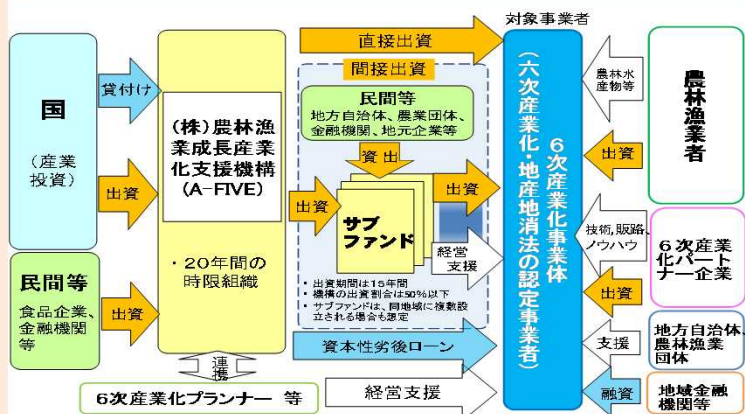 対象事業者
国
(産業
投資)
貸付け
出資
民間等
食品企業、
金融機関
等
出資
(株)農林漁
業成長産業
化支援機構
(A-FIVE)
・20年間の
時限組織
連携
6次産業化プランナー 等
直接出資
間接出資
民間等
地方自治体、農業団体、
金融機関、地元企業等
資出
出資
サブ
ファンド
出資
経営
支援
・出資期間は15年間
・機構の出資割合は50%以下
・サブファンドは、同地域に複数設
立される場合も想定
資本性劣後ローン
経営支援
6次産業化事業体
(六次産業化・地産地消法の認定事業者)
農林水
産物等
農林漁業者
出資
技術,販路、
ノウハウ
6次産業
化パート
ナー企業
出資
支援
地方自治体、
農林漁業
団体
融資
地域金融
機関等